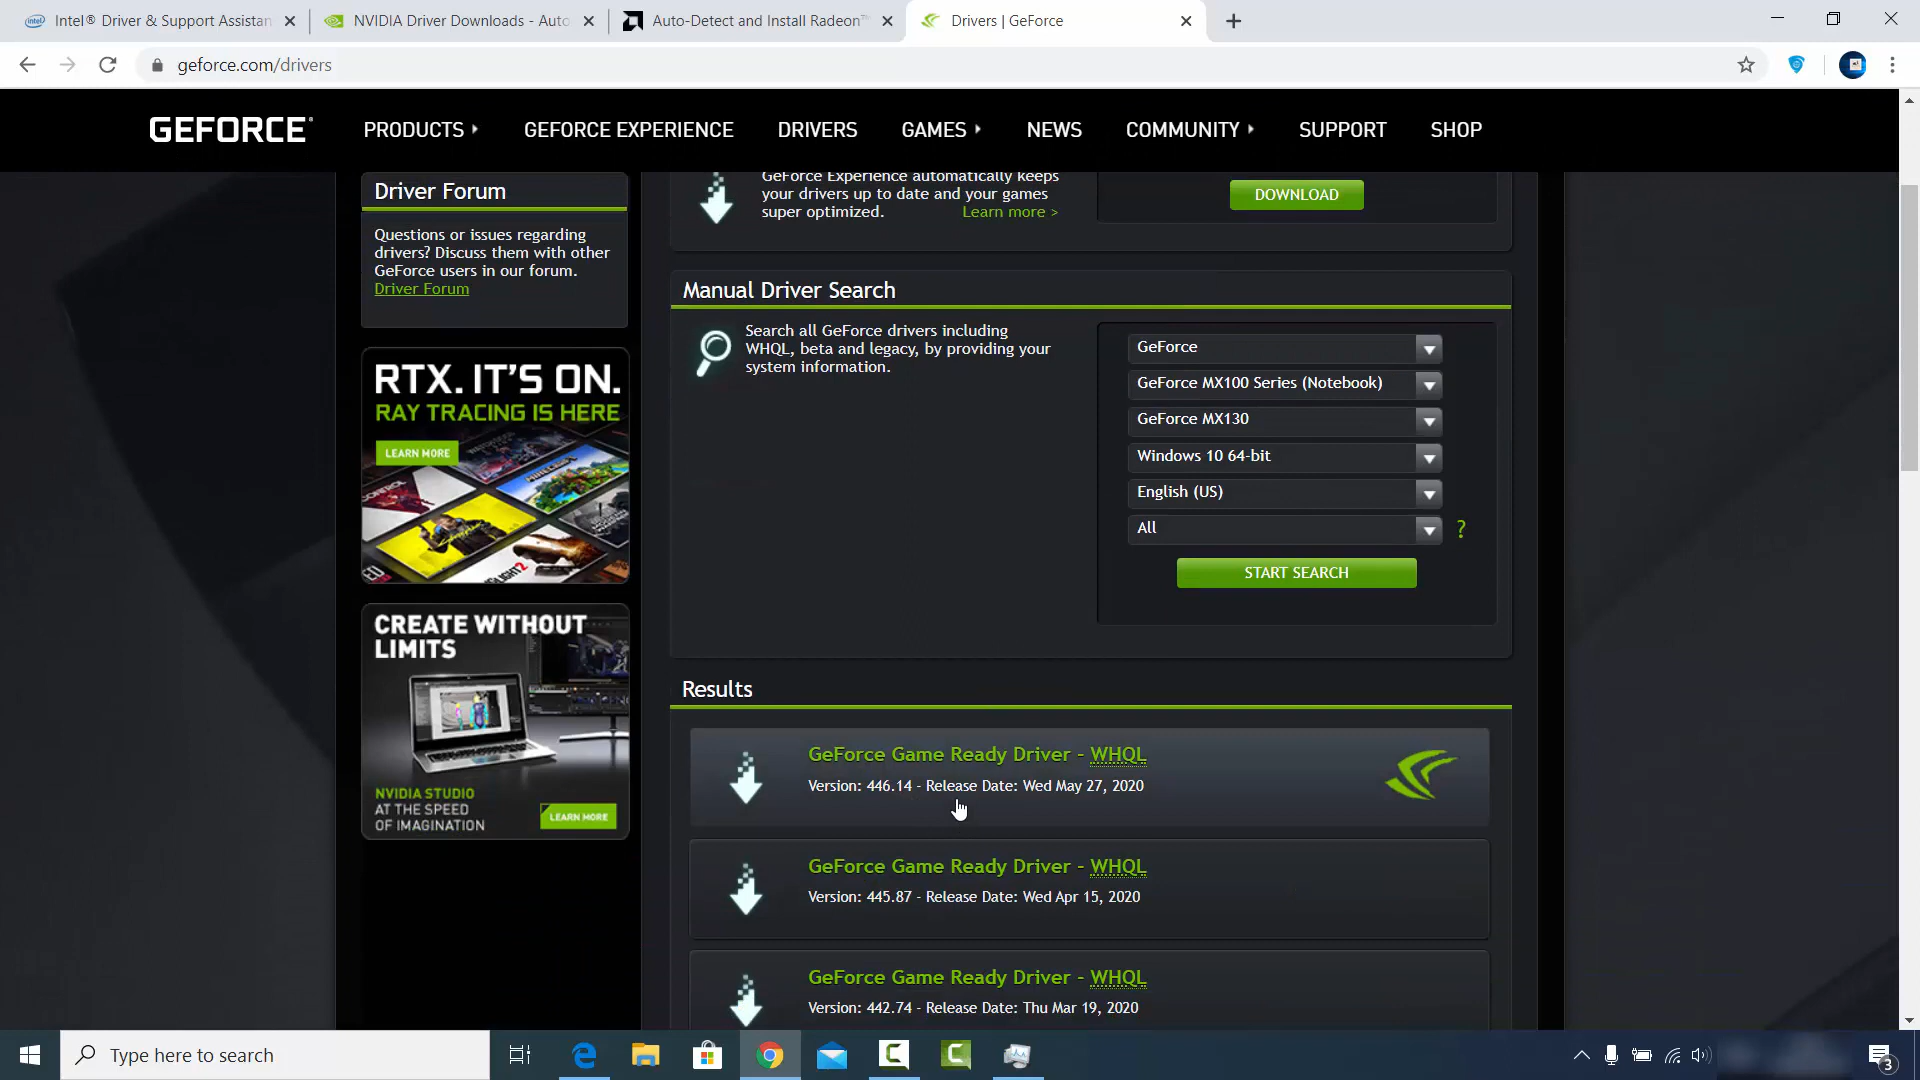 Intel® Driver & Support Assistan
NVIDIA Driver Downloads - Auto
Auto-Detect and Install Radeon™
Drivers | GeForce
geforce.com/drivers
GEFORCE
PRODUCTS
GEFORCE EXPERIENCE
DRIVERS
GAMES
NEWS
COMMUNITY
SUPPORT
SHOP
Driver Forum
Questions or issues regarding
drivers? Discuss them with other
GeForce users in our forum.
Driver Forum
RTX. IT'S ON.
RAY TRACING IS HERE
LEARN MORE
CONTROL
CREATE WITHOUT
LIMITS
NVIDIA STUDIO
AT THE SPEED
OF IMAGINATION
LEARN MORE
GeForce Experience automatically keeps
your drivers up to date and your games
super optimized. Learn more >
DOWNLOAD
Manual Driver Search
Search all GeForce drivers including
WHQL, beta and legacy, by providing your
system information.
GeForce
GeForce MX100 Series (Notebook)
GeForce MX130
Windows 10 64-bit
English (US)
All
?
START SEARCH
Results
GeForce Game Ready Driver - WHQL
Version: 446.14 - Release Date: Wed May 27, 2020
GeForce Game Ready Driver - WHQL
Version: 445.87 - Release Date: Wed Apr 15, 2020
GeForce Game Ready Driver - WHQL
Version: 442.74 - Release Date: Thu Mar 19, 2020
Type here to search
3